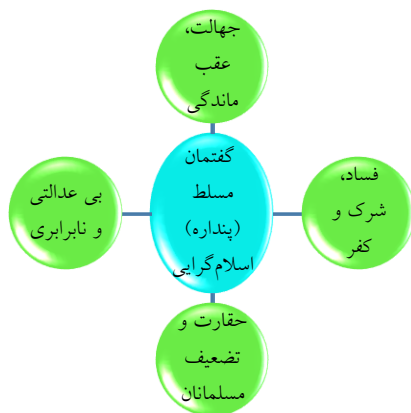 جهالت،
عقب
ماندگی
گفتمان
مسلط
(پنداره)
اسلام‌گرایی
فساد،
شرک و
کفر
بی عدالتی
و نابرابری
حقارت و
تضعیف
مسلمانان